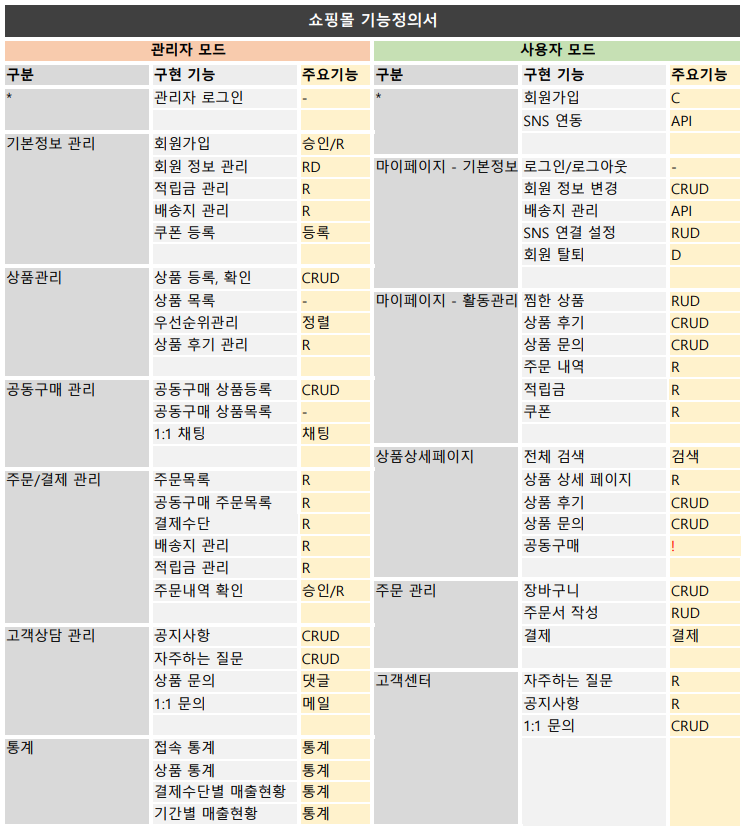 쇼핑몰 기능정의서
관리자 모드
구분 구현 기능 주요기능
* 관리자 로그인 -
기본정보 관리 회원가입 승인/R
회원 정보 관리 RD
적립금 관리 R
배송지 관리 R
쿠폰 등록 등록
상품관리 상품 등록, 확인 CRUD
상품 목록 -
우선순위관리 정렬
상품 후기 관리 R
공동구매 관리 공동구매 상품등록 CRUD
공동구매 상품목록 -
1:1 채팅 채팅
주문/결제 관리 주문목록 R
공동구매 주문목록 R
결제수단 R
배송지 관리 R
적립금 관리 R
주문내역 확인 승인/R
고객상담 관리 공지사항 CRUD
자주하는 질문 CRUD
상품 문의 댓글
1:1 문의 메일
통계 접속 통계 통계
상품 통계 통계
결제수단별 매출현황 통계
기간별 매출현황 통계
사용자 모드
구분 구현 기능 주요기능
* 회원가입 C
SNS 연동 API
마이페이지 - 기본정보 로그인/로그아웃 -
회원 정보 변경 CRUD
배송지 관리 API
SNS 연결 설정 RUD
회원 탈퇴 D
마이페이지 - 활동관리 찜한 상품 RUD
상품 후기 CRUD
상품 문의 CRUD
주문 내역 R
적립금 R
쿠폰 R
상품상세페이지 전체 검색 검색
상품 상세 페이지 R
상품 후기 CRUD
상품 문의 CRUD
공동구매 !
주문 관리 장바구니 CRUD
주문서 작성 RUD
결제 결제
고객센터 자주하는 질문 R
공지사항 R
1:1 문의 CRUD